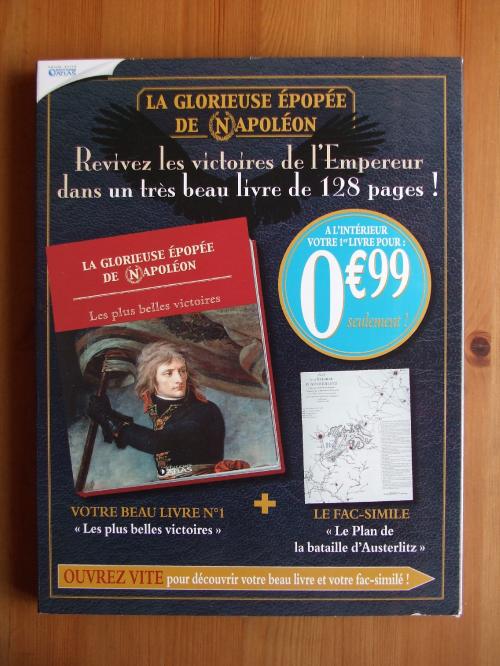 ATLAS
LA GLORIEUSE ÉPOPÉE
DE NAPOLÉON
Revivez les victoires de l'Empereur
dans un très beau livre de 128 pages !
LA GLORIEUSE ÉPOPÉE
DE NAPOLÉON
Les plus belles victoires
ATLAS
A L'INTÉRIEUR
VOTRE 1er LIVRE POUR :
0€99
seulement !
VOTRE BEAU LIVRE N°1
« Les plus belles victoires »
+
LE FAC-SIMILE
« Le Plan de
la bataille d'Austerlitz »
OUVREZ VITE pour découvrir votre beau livre et votre fac-similé !